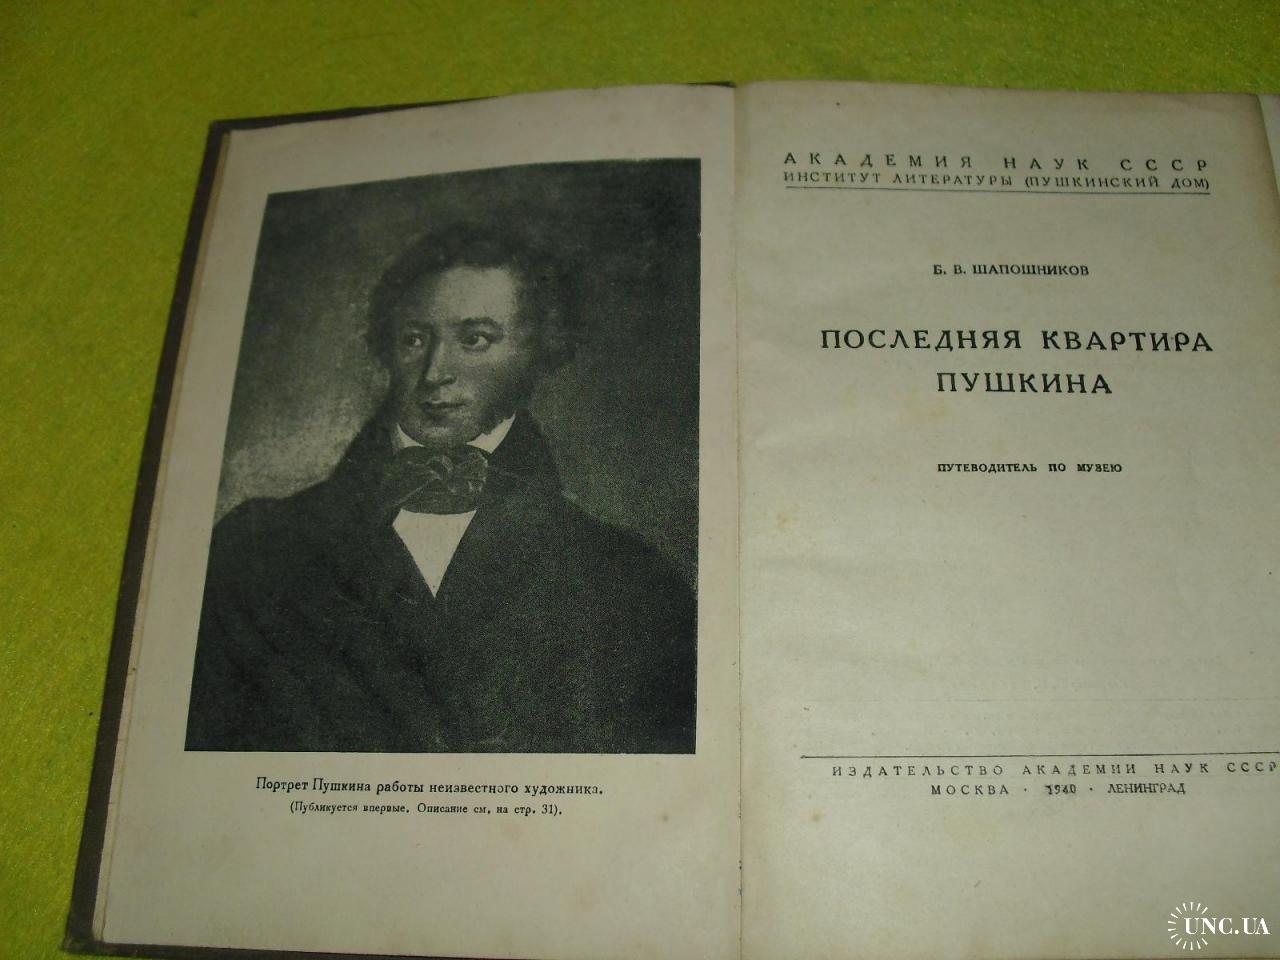 Портрет Пушкина работы неизвестного художника.
(Публикуется впервые. Описание см. на стр. 31).
АКАДЕМИЯ НАУК СССР
ИНСТИТУТ ЛИТЕРАТУРЫ (ПУШКИНСКИЙ ДОМ)
Б. В. ШАПОШНИКОВ
ПОСЛЕДНЯЯ КВАРТИРА
ПУШКИНА
ПУТЕВОДИТЕЛЬ ПО МУЗЕЮ
ИЗДАТЕЛЬСТВО АКАДЕМИИ НАУК СССР
МОСКВА · 1940 · ЛЕНИНГРАД
UNC.UA